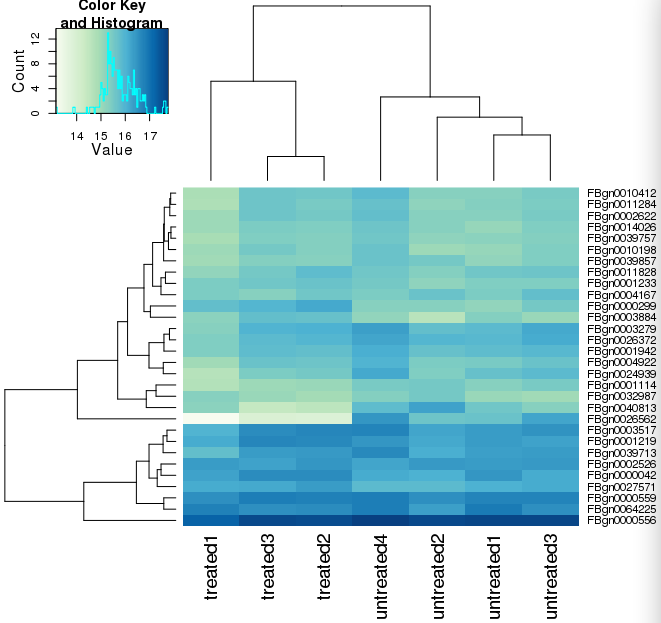 Color Key
and Histogram
Count
0 4 8 12
14 15 16 17
Value
FBgn0010412
FBgn0011284
FBgn0002622
FBgn0014026
FBgn0039757
FBgn0010198
FBgn0039857
FBgn0011828
FBgn0001233
FBgn0004167
FBgn0000299
FBgn0003884
FBgn0003279
FBgn0026372
FBgn0001942
FBgn0004922
FBgn0024939
FBgn0001114
FBgn0032987
FBgn0040813
FBgn0026562
FBgn0003517
FBgn0001219
FBgn0039713
FBgn0002526
FBgn0000042
FBgn0027571
FBgn0000559
FBgn0064225
FBgn0000556
treated1
treated3
treated2
untreated4
untreated2
untreated1
untreated3